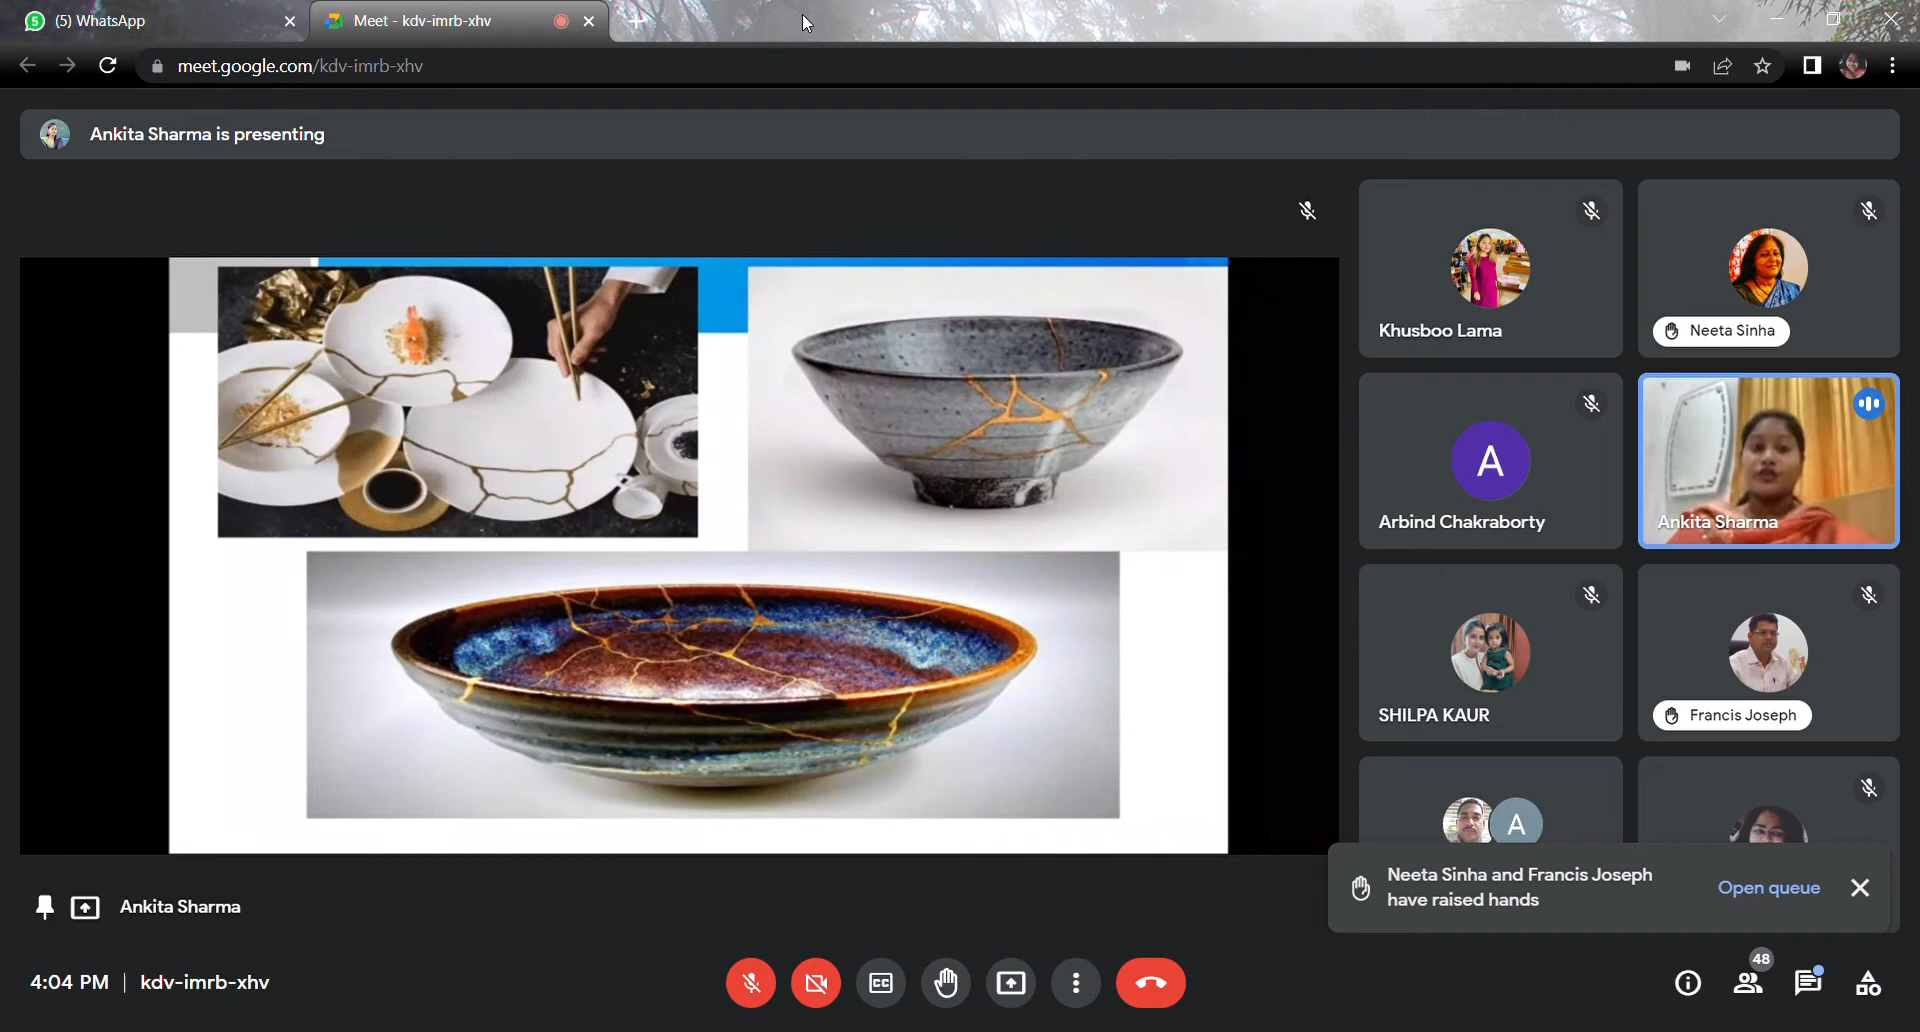 (5) WhatsApp
Meet - kdv-imrb-xhv
meet.google.com/kdv-imrb-xhv
Ankita Sharma is presenting
Khusboo Lama
Neeta Sinha
A
Arbind Chakraborty
Ankita Sharma
SHILPA KAUR
Francis Joseph
A
Neeta Sinha and Francis Joseph
have raised hands
Open queue
Ankita Sharma
4:04 PM | kdv-imrb-xhv
CC
48